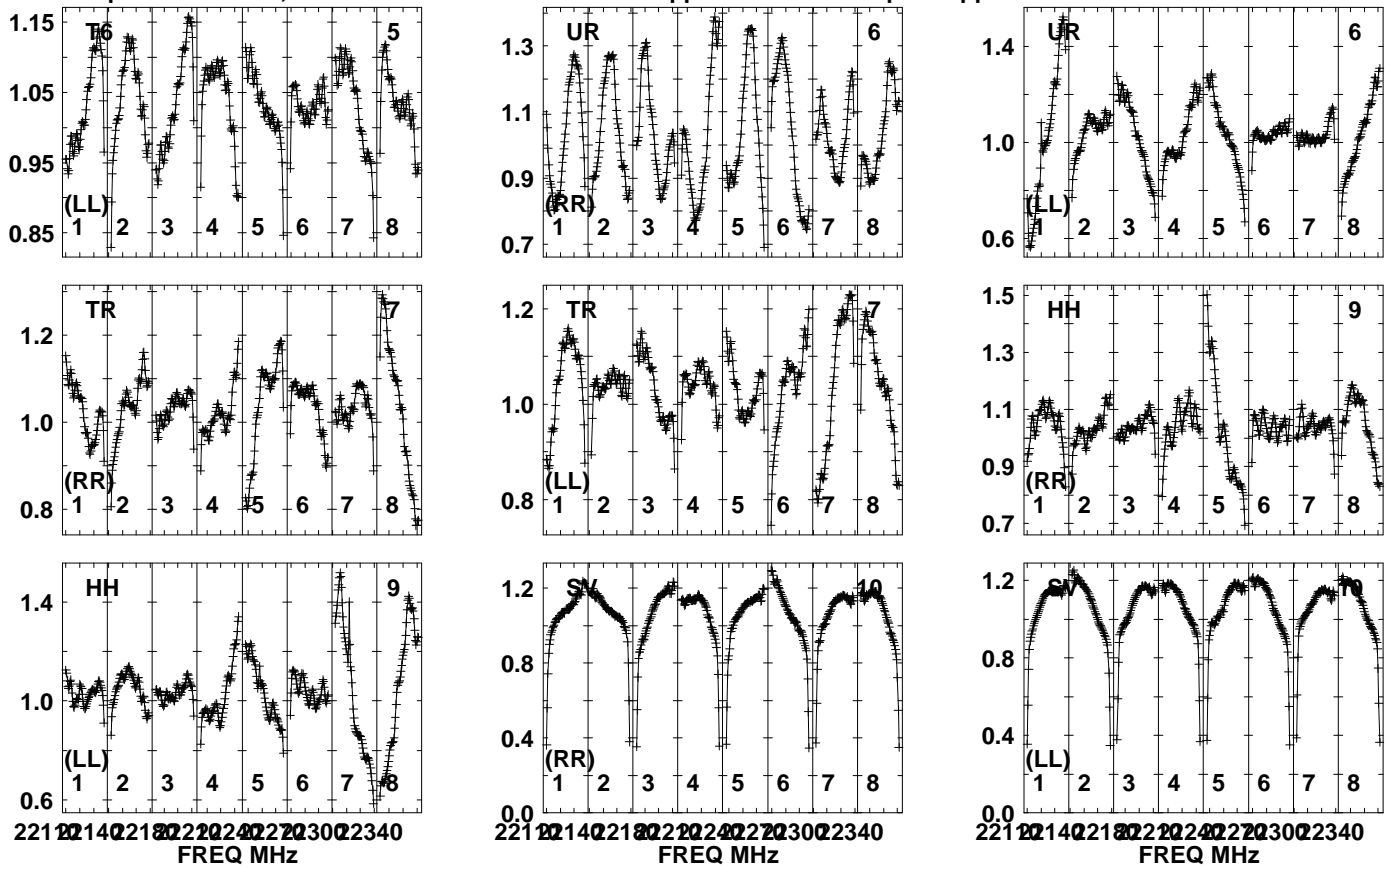 1.15 T6 5
1.05
0.95
0.85
(LL)
1 2 3 4 5 6 7 8
1.3 UR 6
1.1
0.9
0.7
(RR)
1 2 3 4 5 6 7 8
1.4 UR 6
1.0
0.6
(LL)
1 2 3 4 5 6 7 8
1.2 TR 7
1.0
0.8
(RR)
1 2 3 4 5 6 7 8
1.2 TR 7
1.0
0.8
(LL)
1 2 3 4 5 6 7 8
1.5 HH 9
1.3
1.1
0.9
0.7
(RR)
1 2 3 4 5 6 7 8
1.4 HH 9
1.0
0.6
(LL)
1 2 3 4 5 6 7 8
1.2 SV 10
0.8
0.4
0.0
(RR)
1 2 3 4 5 6 7 8
1.2 SV 10
0.8
0.4
0.0
(LL)
1 2 3 4 5 6 7 8
22340
FREQ MHz
22340
22340
FREQ MHz